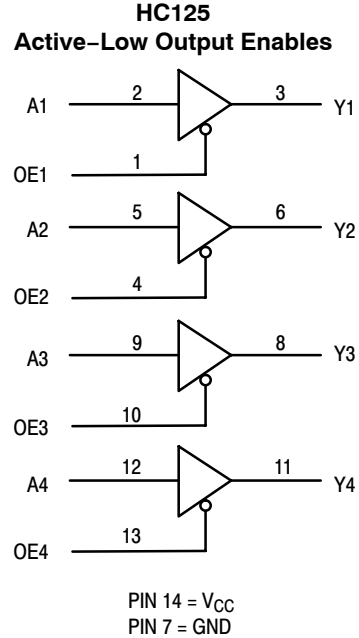 HC125
Active−Low Output Enables
A1 2 3 Y1
OE1 1
A2 5 6 Y2
OE2 4
A3 9 8 Y3
OE3 10
A4 12 11 Y4
OE4 13
PIN 14 = VCC
PIN 7 = GND